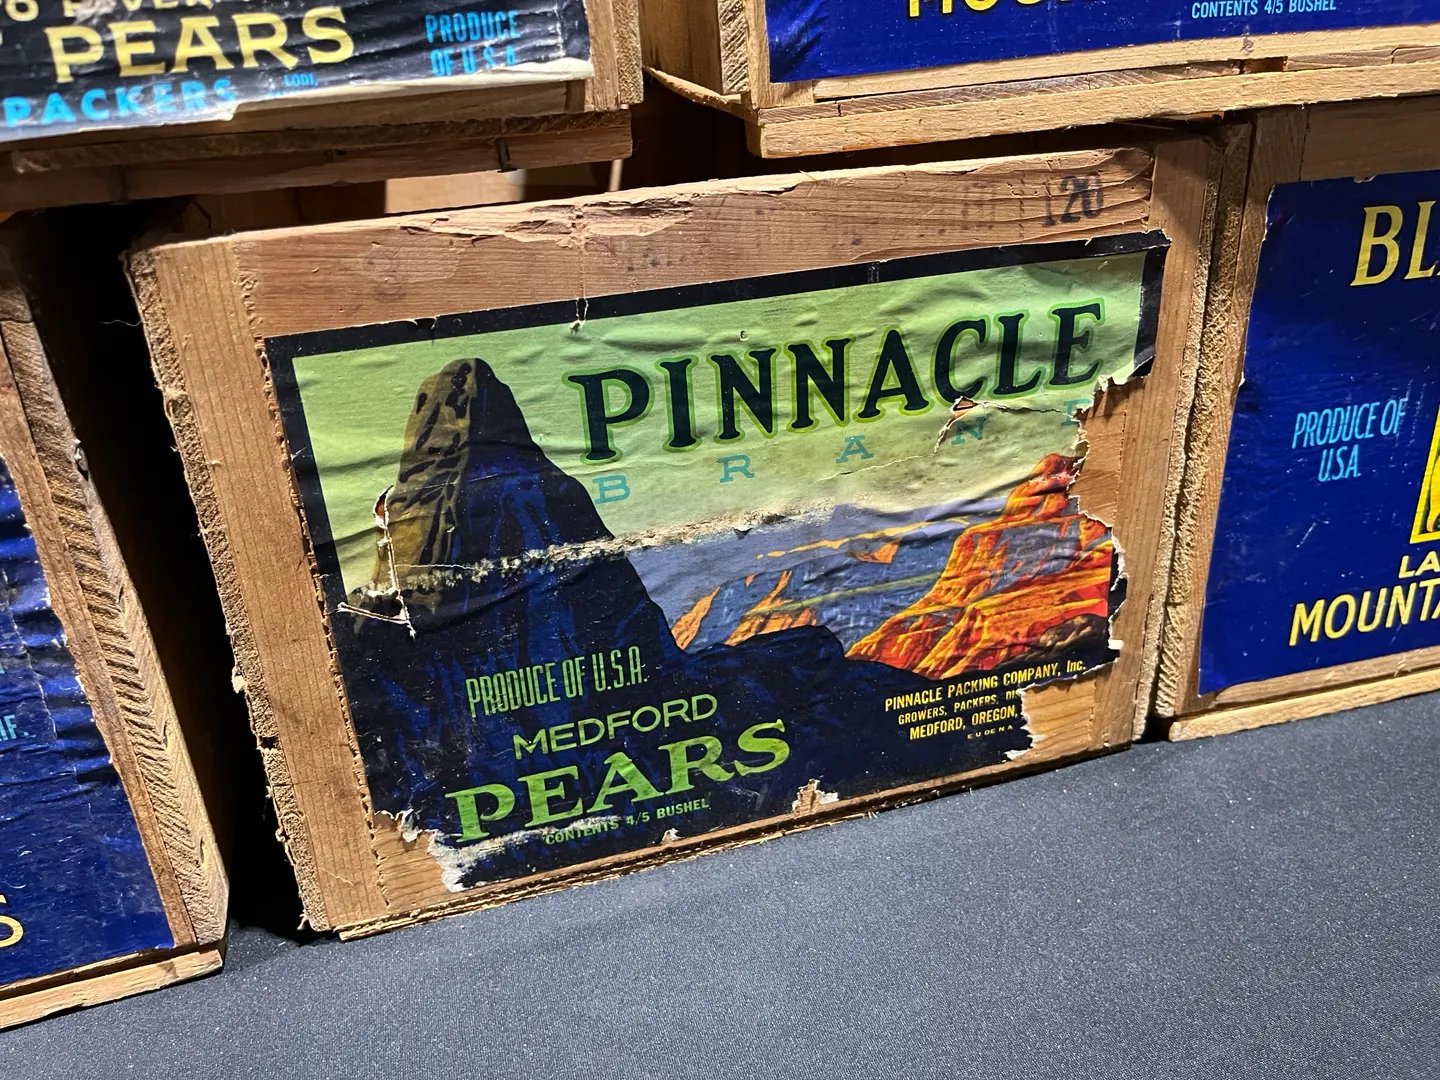 PEARS
PRODUCE
OF U.S.A.
PACKERS
LODI,
CONTENTS 4/5 BUSHEL
120
PINNACLE
BRAND
PRODUCE OF U.S.A.
MEDFORD
PEARS
CONTENTS 4/5 BUSHEL
PINNACLE PACKING COMPANY, Inc.
GROWERS, PACKERS,
MEDFORD, OREGON,
BL
PRODUCE OF
U.S.A.
LA
MOUNTA